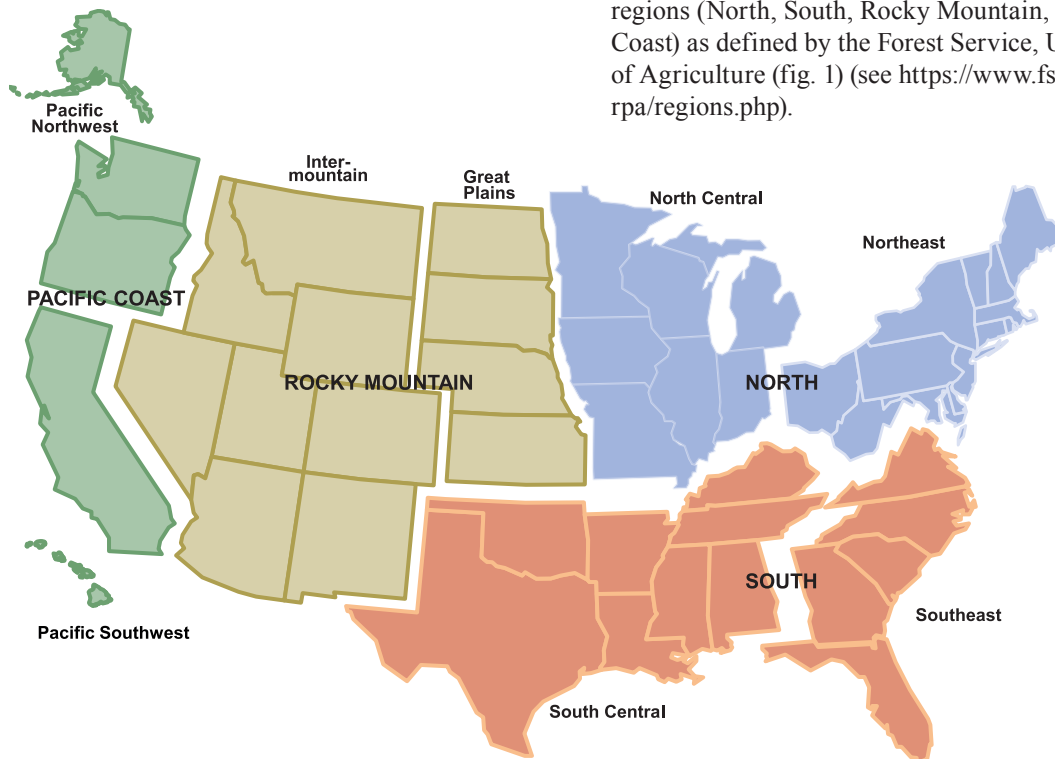 regions (North, South, Rocky Mountain,
Coast) as defined by the Forest Service, U
of Agriculture (fig. 1) (see https://www.fs
rpa/regions.php).
Pacific
Northwest
Inter-
mountain
Great
Plains
North Central
Northeast
PACIFIC COAST
ROCKY MOUNTAIN
NORTH
SOUTH
Southeast
Pacific Southwest
South Central